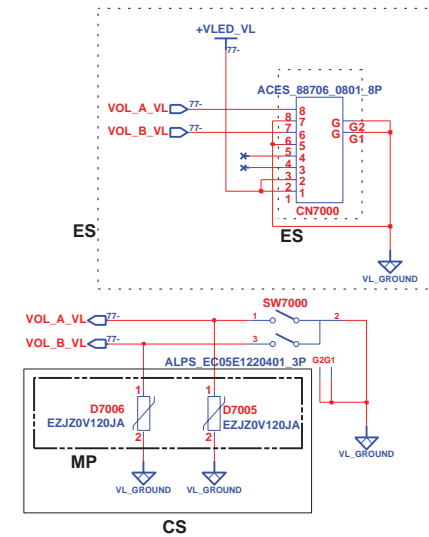 +VLED_VL
77-
ACES_88706_0801_8P
VOL_A_VL 77-
8
8
7
G
G2
VOL_B_VL 77-
7
6
G
G1
6
5
5
4
4
3
3
2
2
1
1
CN7000
ES
ES
VL_GROUND
SW7000
VOL_A_VL 77-
1
2
VOL_B_VL 77-
3
ALPS_EC05E1220401_3P
G2G1
1
1
D7006
D7005
EZJZ0V120JA
EZJZ0V120JA
2
2
VL_GROUND
MP
VL_GROUND
VL_GROUND
CS